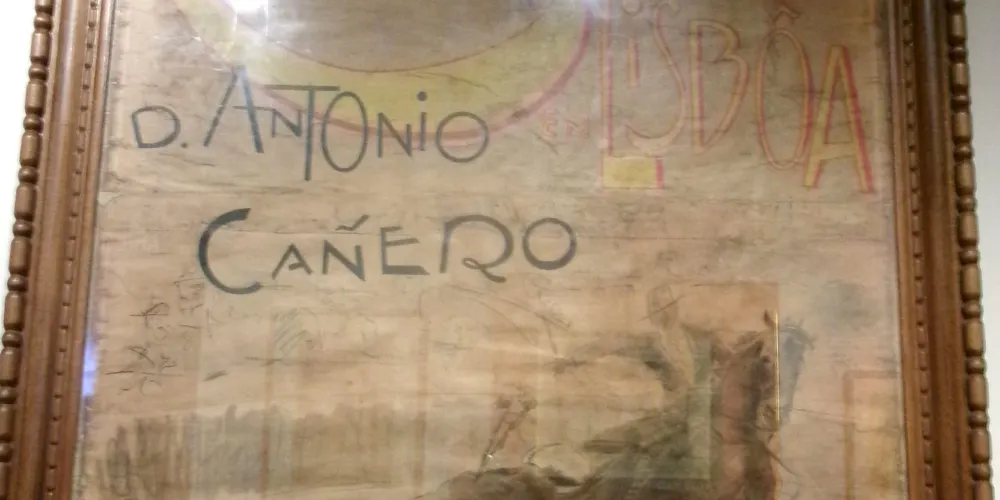 D. ANTONIO
EM LISBÔA
CAÑERO